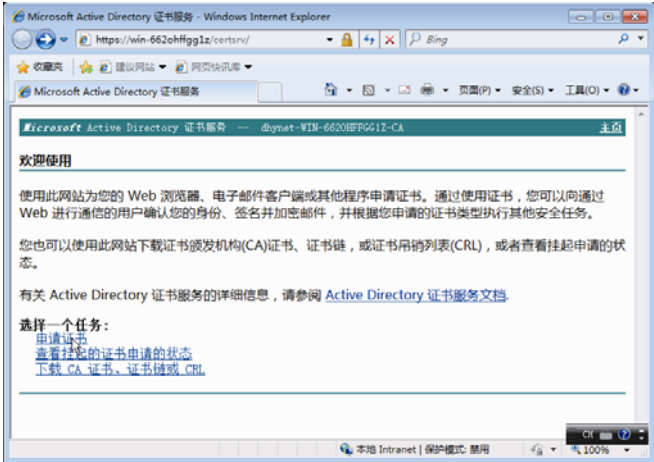 Microsoft Active Directory 证书服务 - Windows Internet Explorer
https://win-662ohffgg1z/certsrv/
Bing
收藏夹 建议网站 网页快讯库
Microsoft Active Directory 证书服务
页面(P) 安全(S) 工具(O)
Microsoft Active Directory 证书服务 -- dhynet-WIN-662OHFFGG1Z-CA 主页
欢迎使用
使用此网站为您的 Web 浏览器、电子邮件客户端或其他程序申请证书。通过使用证书，您可以向通过
Web 进行通信的用户确认您的身份、签名并加密邮件，并根据您申请的证书类型执行其他安全任务。
您也可以使用此网站下载证书颁发机构(CA)证书、证书链，或证书吊销列表(CRL)，或者查看挂起申请的状
态。
有关 Active Directory 证书服务的详细信息，请参阅 Active Directory 证书服务文档.
选择一个任务：
申请证书
查看挂起的证书申请的状态
下载 CA 证书、证书链或 CRL
CH
本地 Intranet | 保护模式: 禁用
100%